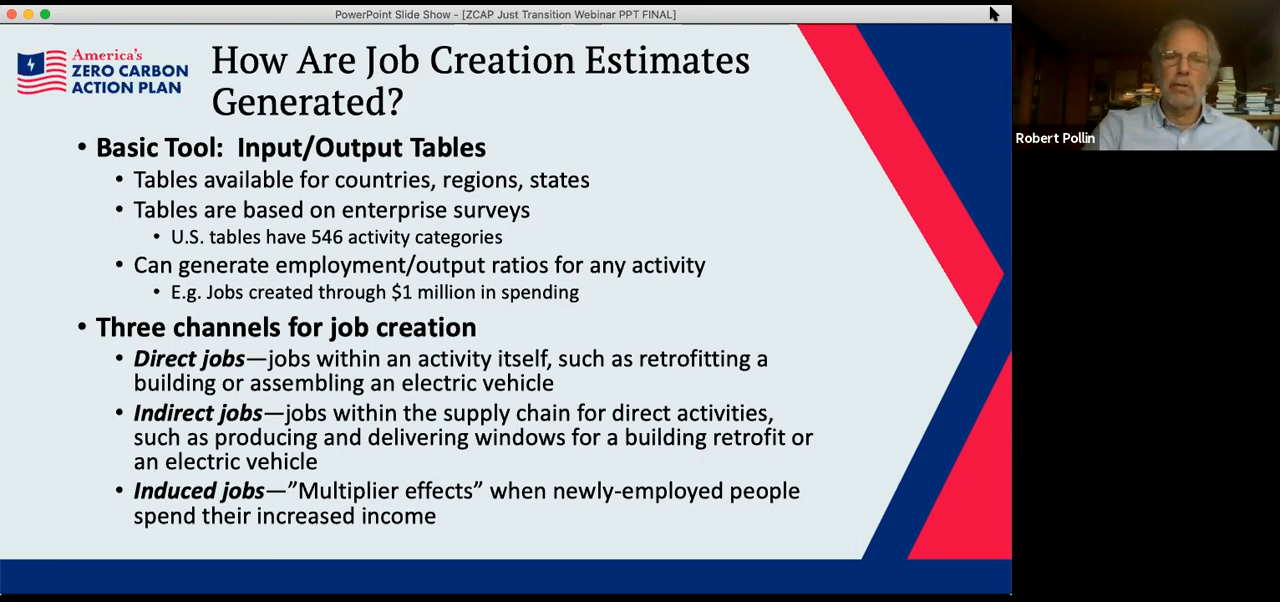 PowerPoint Slide Show - [ZCAP Just Transition Webinar PPT FINAL]
America's
ZERO CARBON
ACTION PLAN
How Are Job Creation Estimates
Generated?
• Basic Tool: Input/Output Tables
• Tables available for countries, regions, states
• Tables are based on enterprise surveys
• U.S. tables have 546 activity categories
• Can generate employment/output ratios for any activity
• E.g. Jobs created through $1 million in spending
• Three channels for job creation
• Direct jobs—jobs within an activity itself, such as retrofitting a
building or assembling an electric vehicle
• Indirect jobs—jobs within the supply chain for direct activities,
such as producing and delivering windows for a building retrofit or
an electric vehicle
• Induced jobs—”Multiplier effects” when newly-employed people
spend their increased income
Robert Pollin